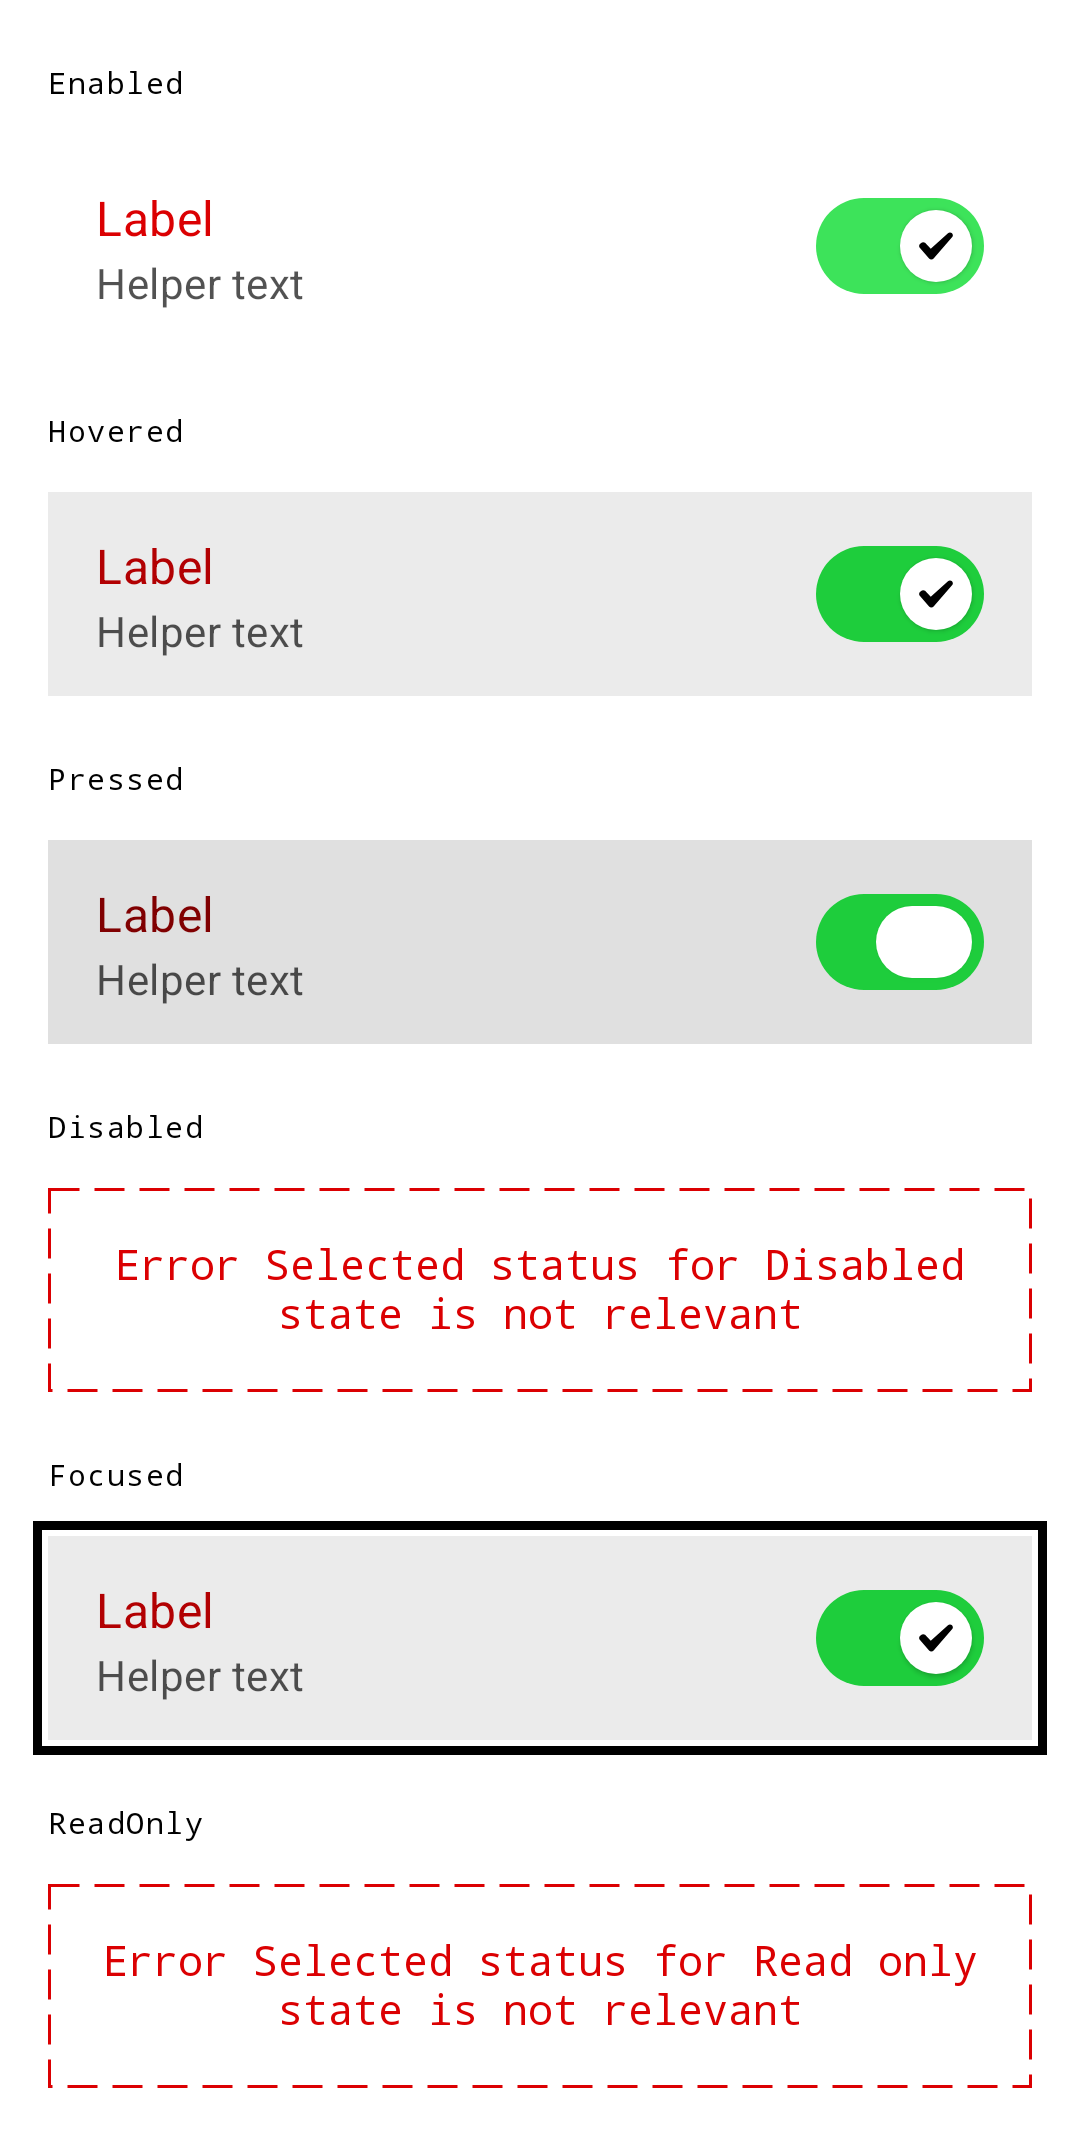 Enabled
Label
Helper text
Hovered
Label
Helper text
Pressed
Label
Helper text
Disabled
Error Selected status for Disabled
state is not relevant
Focused
Label
Helper text
ReadOnly
Error Selected status for Read only
state is not relevant